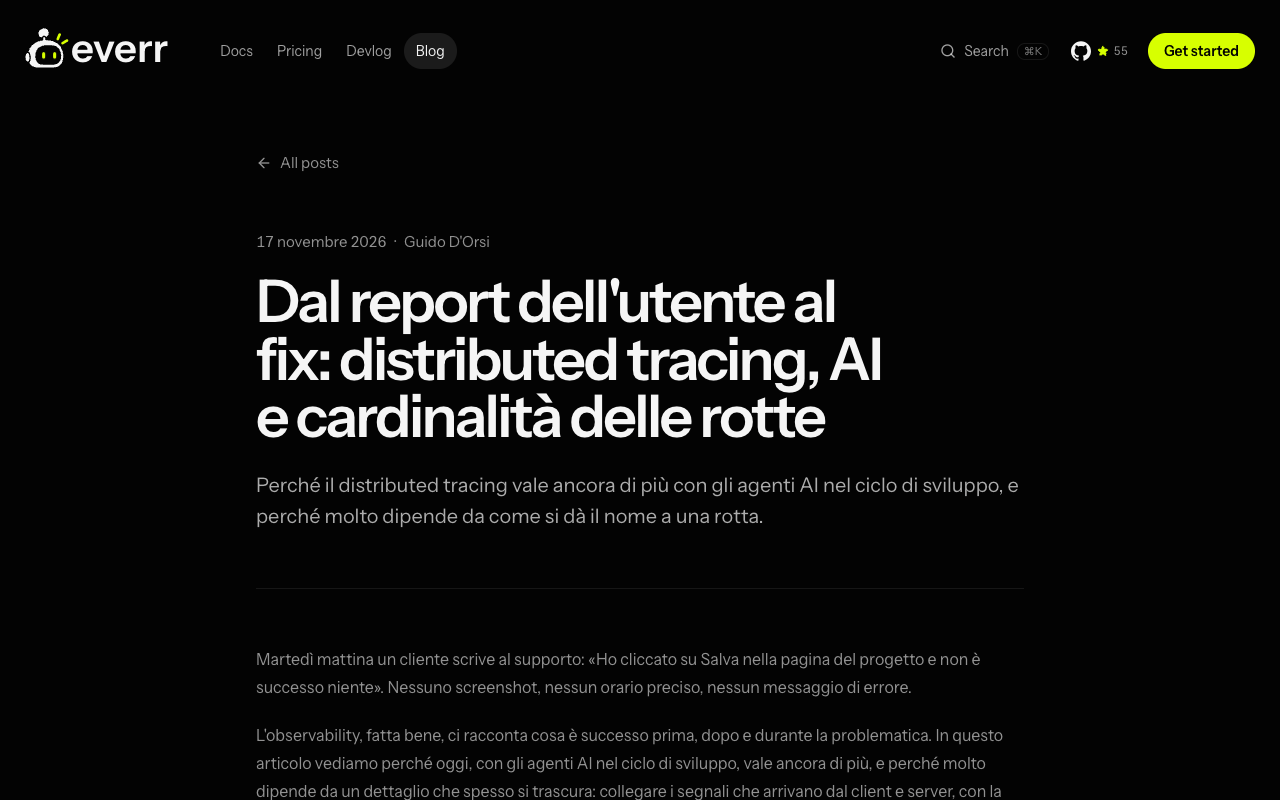 everr
Docs
Pricing
Devlog
Blog
Search
⌘K
55
Get started
All posts
17 novembre 2026 · Guido D'Orsi
Dal report dell'utente al
fix: distributed tracing, AI
e cardinalità delle rotte
Perché il distributed tracing vale ancora di più con gli agenti AI nel ciclo di sviluppo, e
perché molto dipende da come si dà il nome a una rotta.
Martedì mattina un cliente scrive al supporto: «Ho cliccato su Salva nella pagina del progetto e non è
successo niente». Nessuno screenshot, nessun orario preciso, nessun messaggio di errore.
L'observability, fatta bene, ci racconta cosa è successo prima, dopo e durante la problematica. In questo
articolo vediamo perché oggi, con gli agenti AI nel ciclo di sviluppo, vale ancora di più, e perché molto
dipende da un dettaglio che spesso si trascura: collegare i segnali che arrivano dal client e server, con la